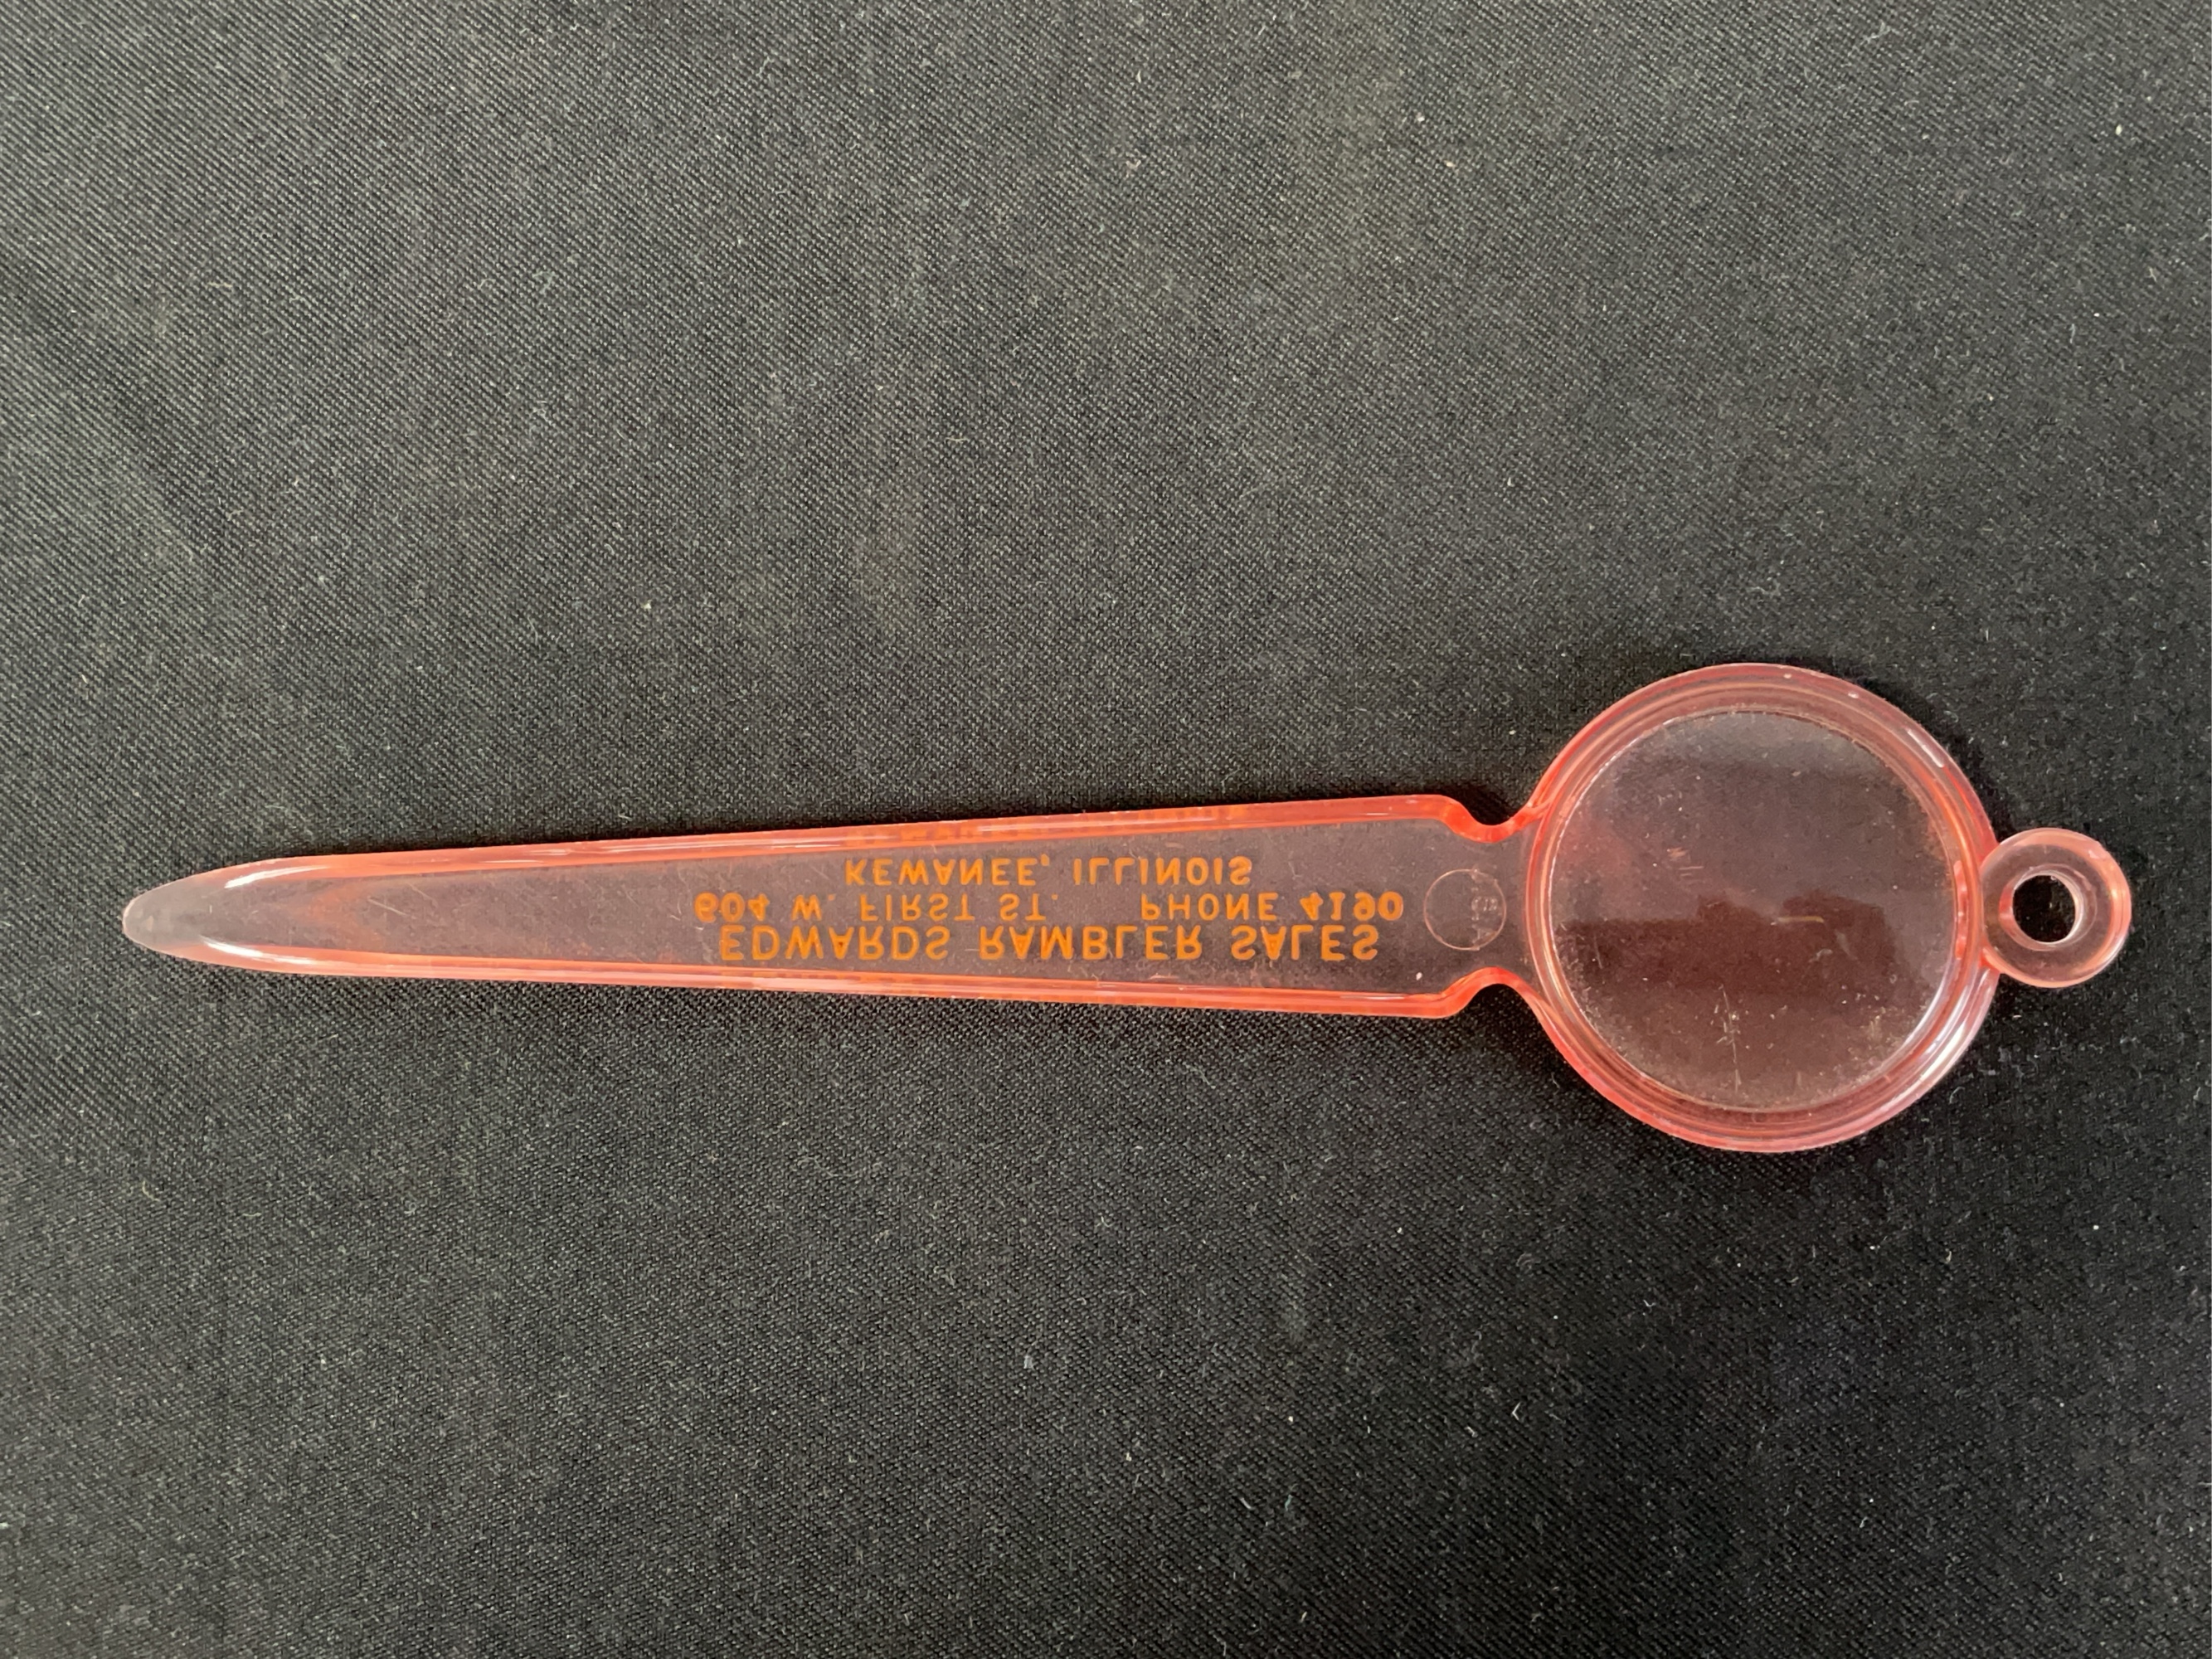 EDWARDS RAMBLER SALES
604 W. FIRST ST. PHONE 4190
KEWANEE, ILLINOIS